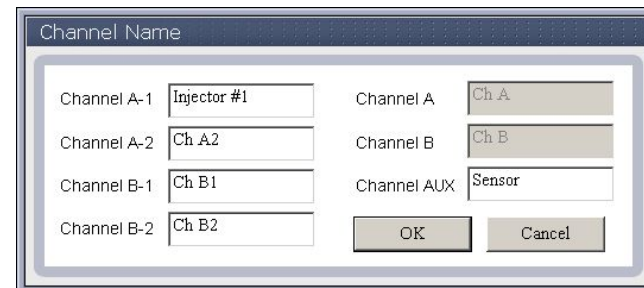 Channel Name
Channel A-1 Injector #1
Channel A-2 Ch A2
Channel B-1 Ch B1
Channel B-2 Ch B2
Channel A Ch A
Channel B Ch B
Channel AUX Sensor
OK Cancel